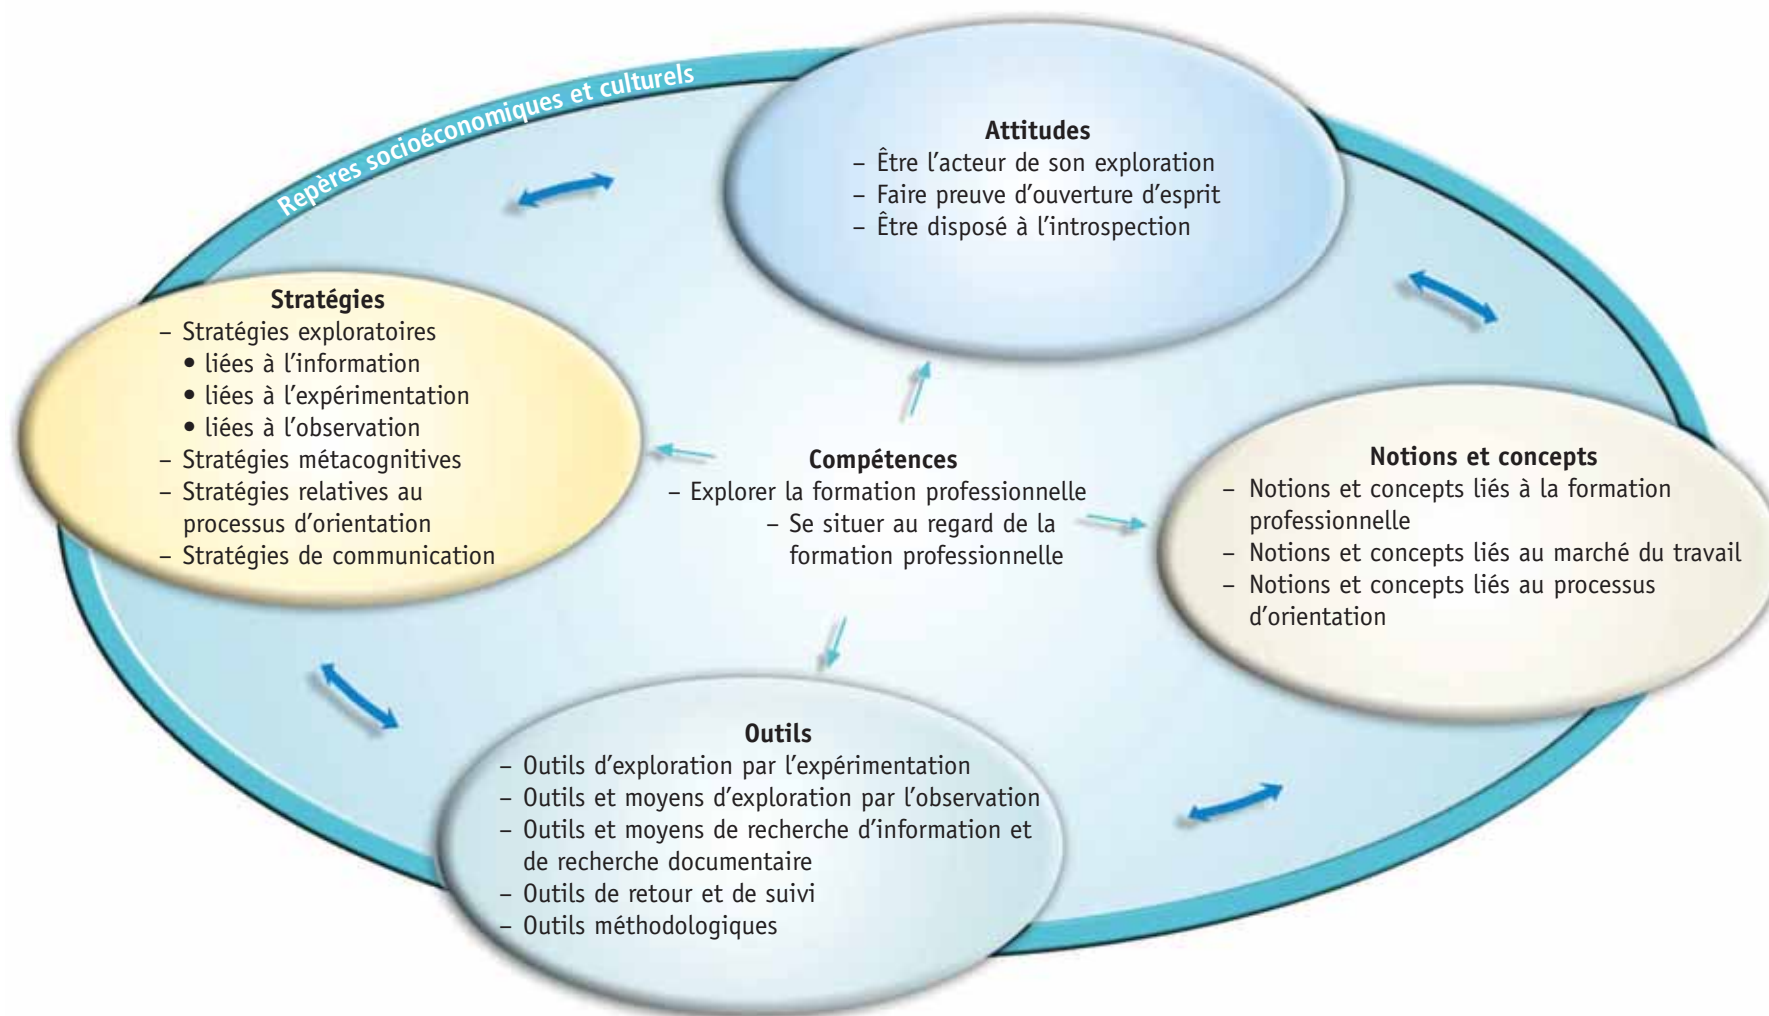 Repères socioéconomiques et culturels
Attitudes
– Être l’acteur de son exploration
– Faire preuve d’ouverture d’esprit
– Être disposé à l’introspection
Stratégies
– Stratégies exploratoires
• liées à l’information
• liées à l’expérimentation
• liées à l’observation
– Stratégies métacognitives
– Stratégies relatives au
processus d’orientation
– Stratégies de communication
Compétences
– Explorer la formation professionnelle
– Se situer au regard de la
formation professionnelle
Notions et concepts
– Notions et concepts liés à la formation
professionnelle
– Notions et concepts liés au marché du travail
– Notions et concepts liés au processus
d’orientation
Outils
– Outils d’exploration par l’expérimentation
– Outils et moyens d’exploration par l’observation
– Outils et moyens de recherche d’information et
de recherche documentaire
– Outils de retour et de suivi
– Outils méthodologiques